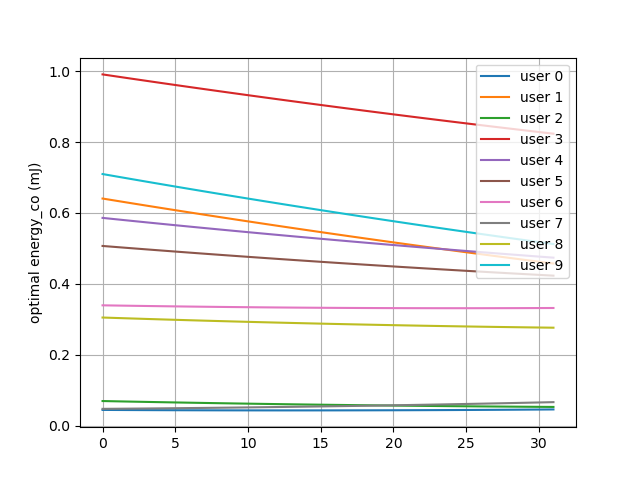 optimal energy_co (mJ)
1.0
0.8
0.6
0.4
0.2
0.0
0 5 10 15 20 25 30
user 0
user 1
user 2
user 3
user 4
user 5
user 6
user 7
user 8
user 9